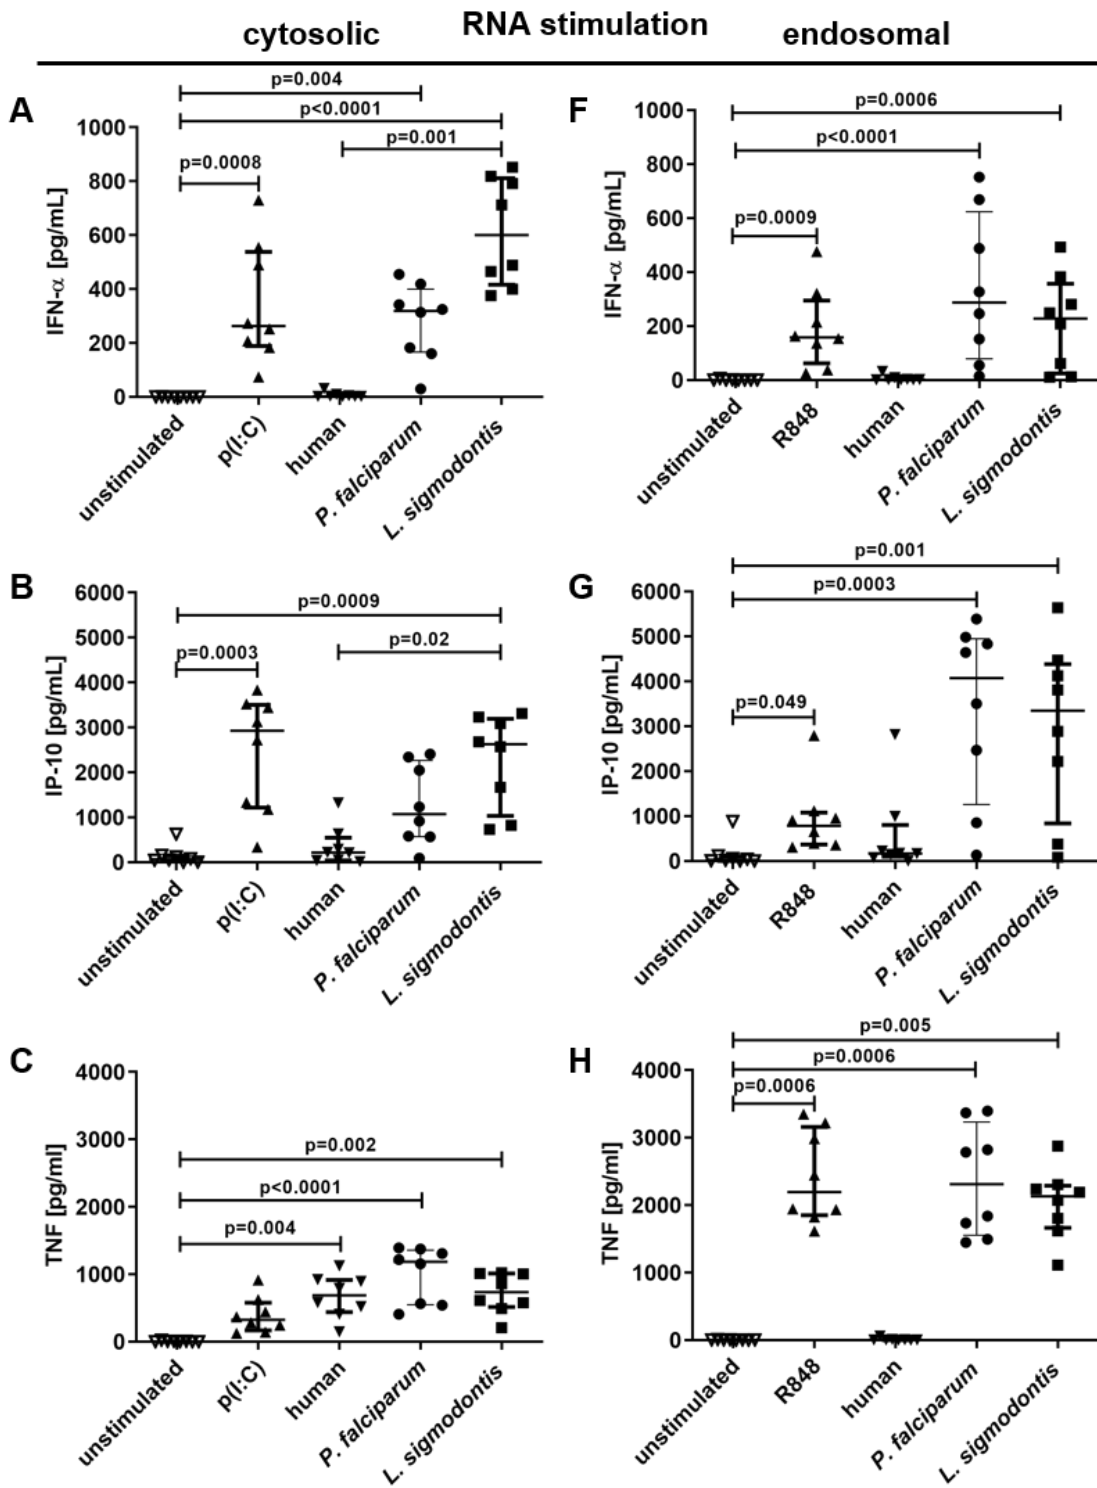 RNA stimulation
cytosolic
endosomal
A
p=0.004
p<0.0001
p=0.001
p=0.0008
IFN-α [pg/mL]
1000
800
600
400
200
0
unstimulated
p(I:C)
human
P. falciparum
L. sigmodontis
F
p=0.0006
p<0.0001
p=0.0009
IFN-α [pg/mL]
1000
800
600
400
200
0
unstimulated
R848
human
P. falciparum
L. sigmodontis
B
p=0.0009
p=0.02
p=0.0003
IP-10 [pg/mL]
6000
5000
4000
3000
2000
1000
0
unstimulated
p(I:C)
human
P. falciparum
L. sigmodontis
G
p=0.001
p=0.0003
p=0.049
IP-10 [pg/mL]
6000
5000
4000
3000
2000
1000
0
unstimulated
R848
human
P. falciparum
L. sigmodontis
C
p=0.002
p<0.0001
p=0.004
TNF [pg/ml]
4000
3000
2000
1000
0
unstimulated
p(I:C)
human
P. falciparum
L. sigmodontis
H
p=0.005
p=0.0006
p=0.0006
TNF [pg/ml]
4000
3000
2000
1000
0
unstimulated
R848
human
P. falciparum
L. sigmodontis